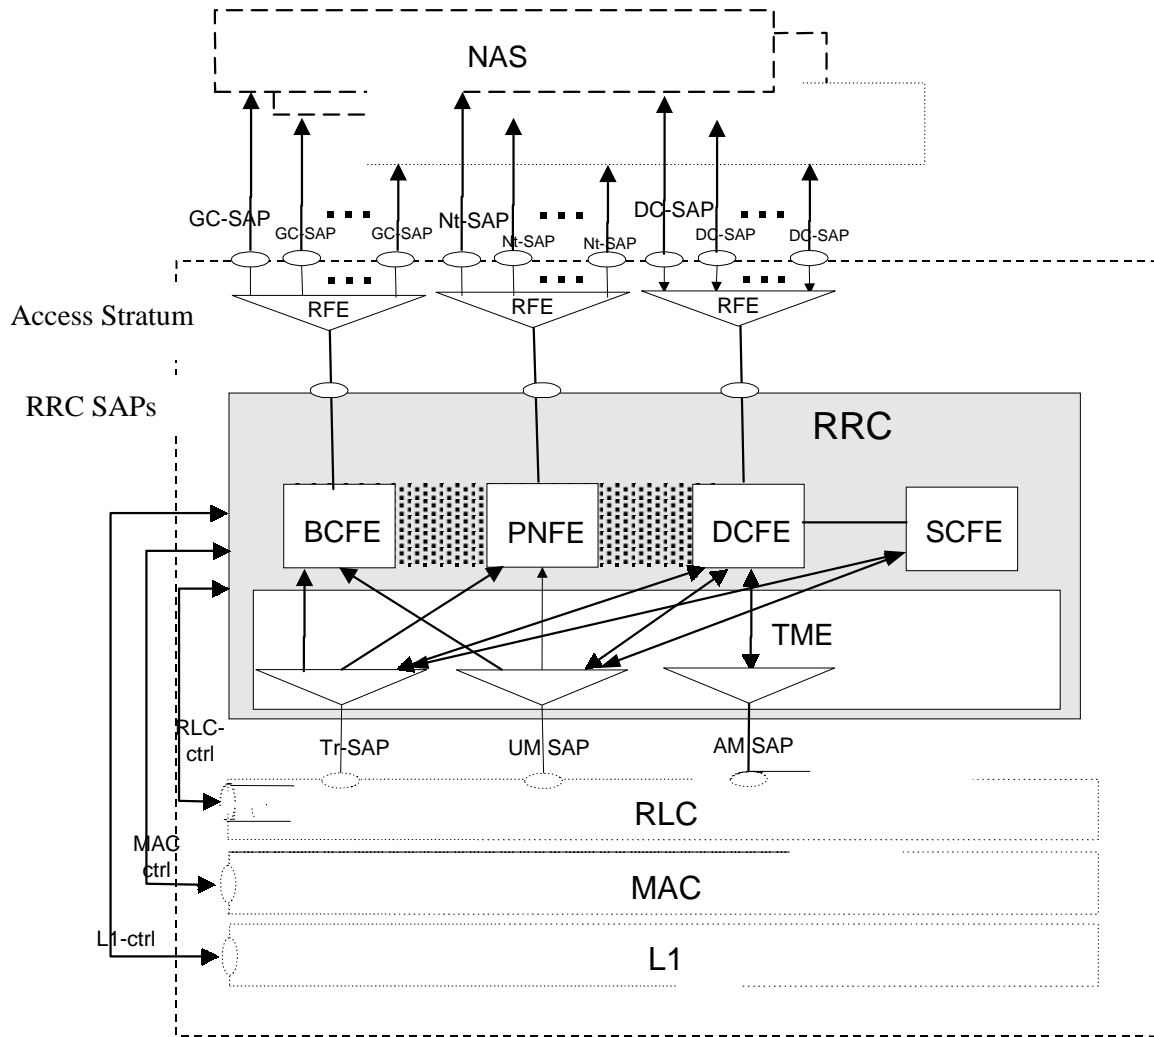 NAS
GC-SAP
GC-SAP
GC-SAP
Nt-SAP
Nt-SAP
Nt-SAP
DC-SAP
DC-SAP
DC-SAP
RFE
RFE
RFE
Access Stratum
RRC SAPs
RRC
BCFE
PNFE
DCFE
SCFE
TME
RLC-
ctrl
Tr-SAP
UM SAP
AM SAP
RLC
MAC
ctrl
MAC
L1-ctrl
L1